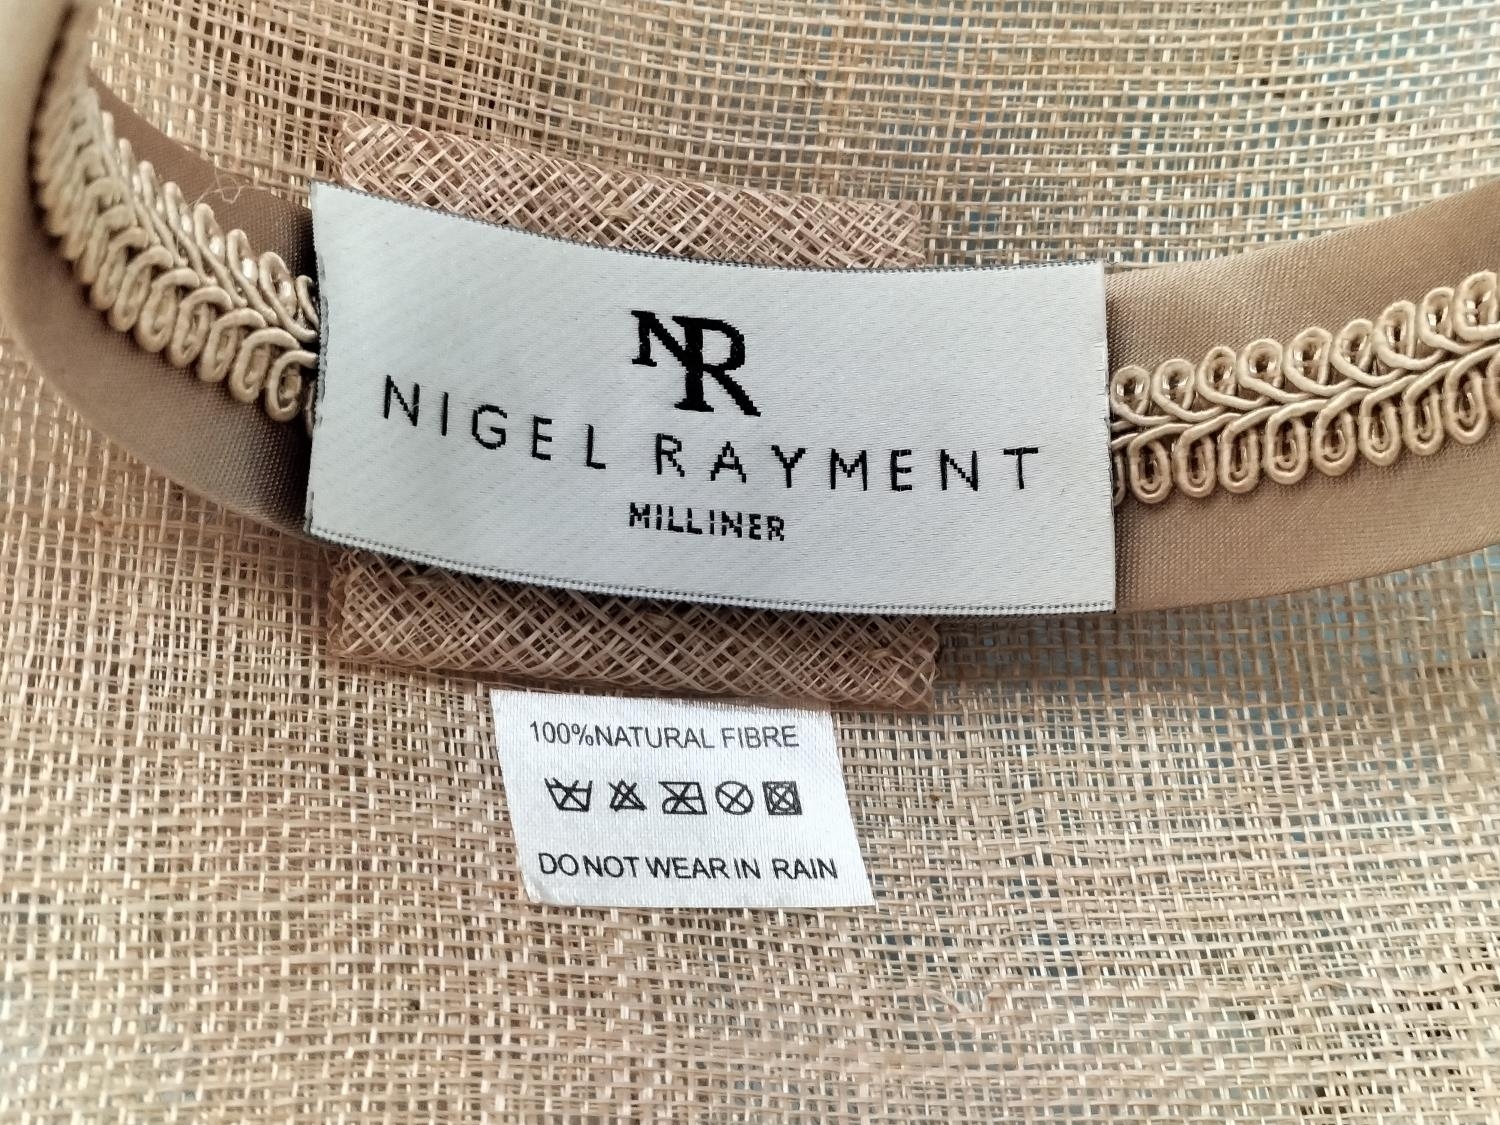 NR
NIGEL RAYMENT
MILLINER
100%NATURAL FIBRE
DO NOT WEAR IN RAIN